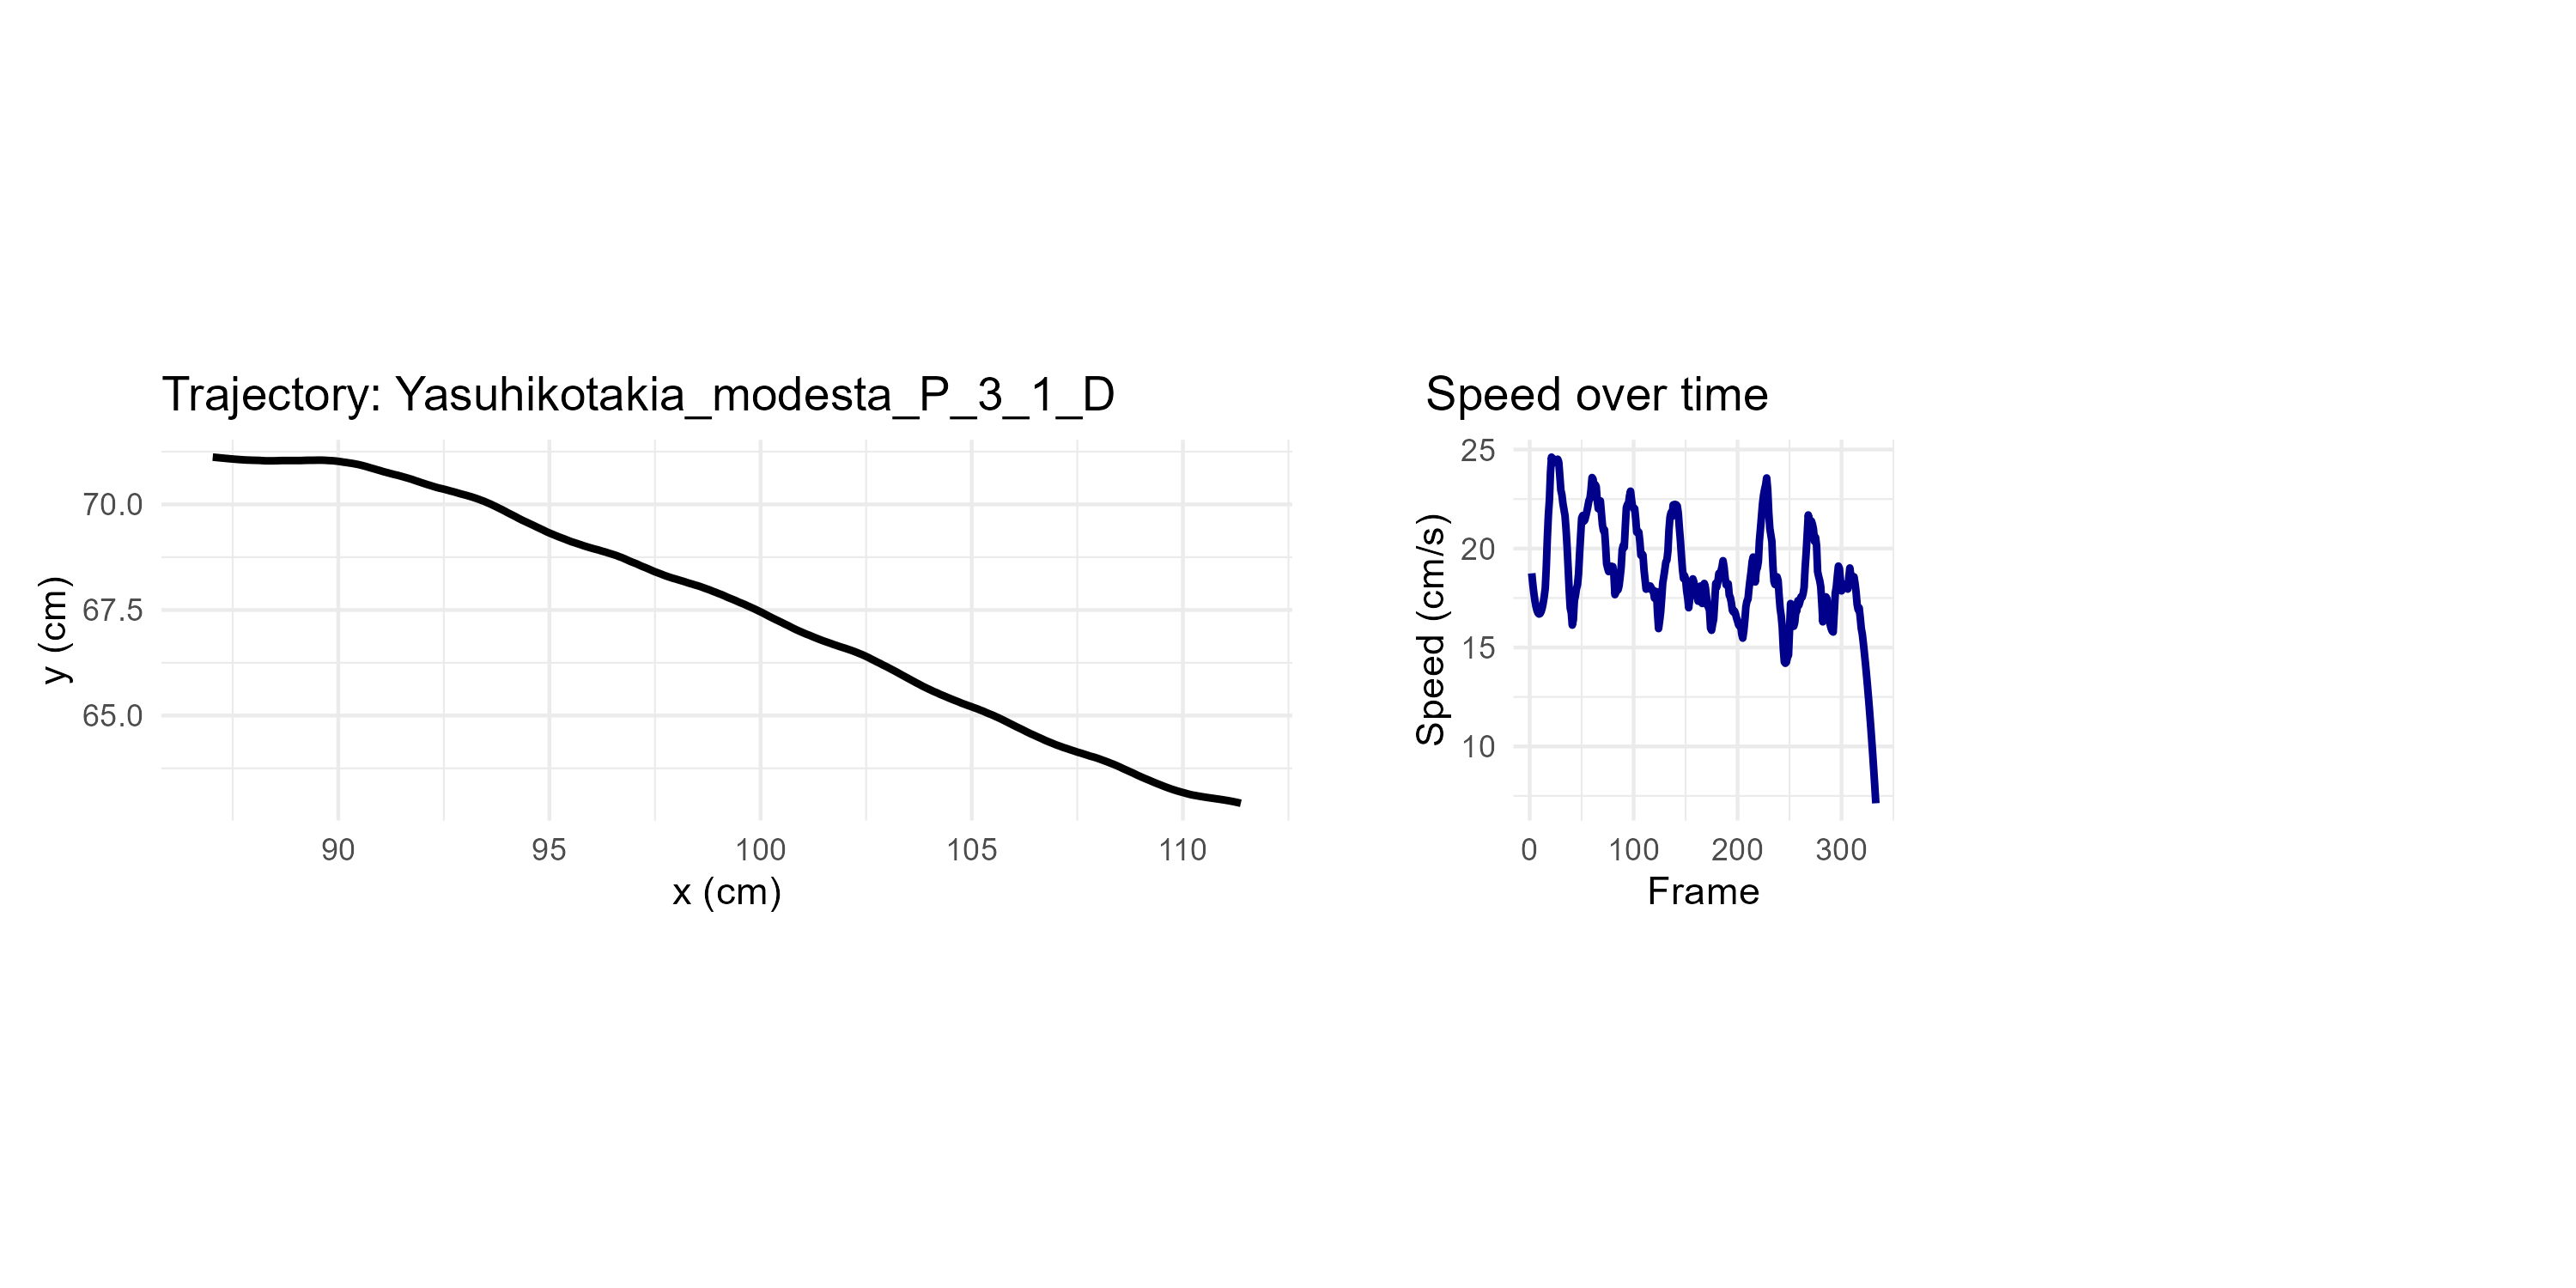 Trajectory: Yasuhikotakia_modesta_P_3_1_D
y (cm)
70.0
67.5
65.0
90 95 100 105 110
x (cm)
Speed over time
Speed (cm/s)
25
20
15
10
0 100 200 300
Frame